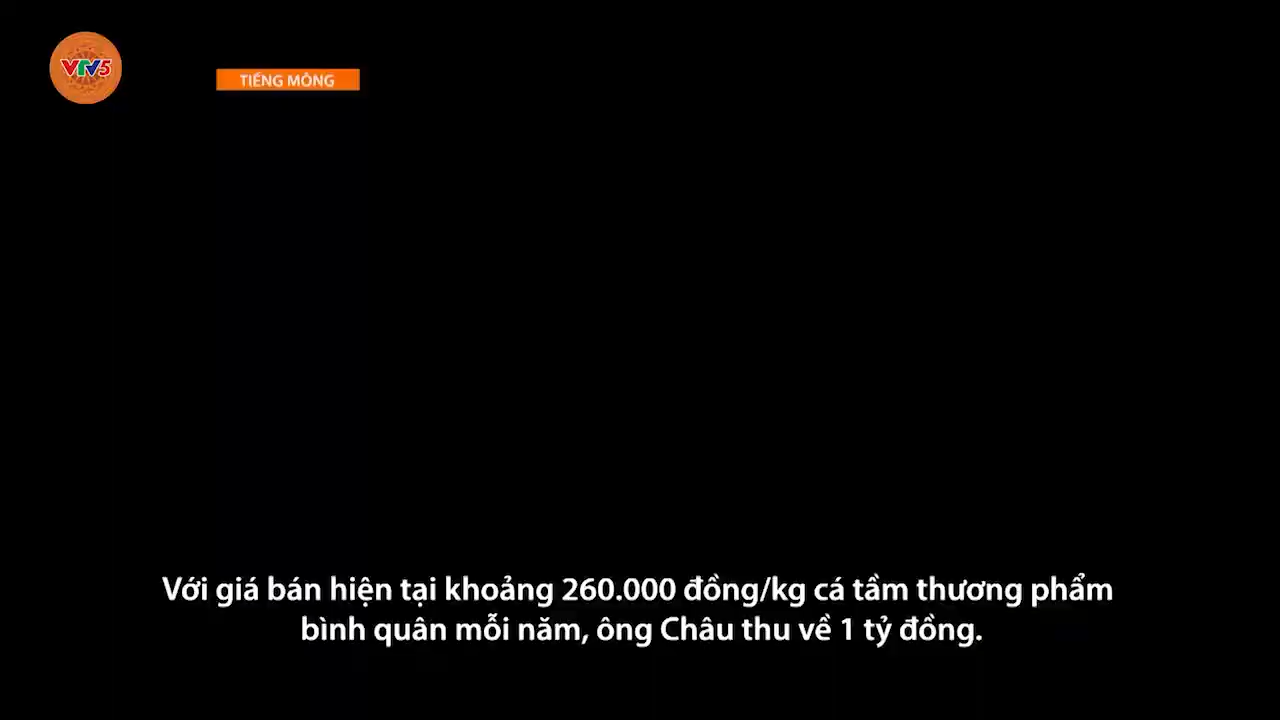 VTV5
TIẾNG MÔNG
Với giá bán hiện tại khoảng 260.000 đồng/kg cá tầm thương phẩm
bình quân mỗi năm, ông Châu thu về 1 tỷ đồng.